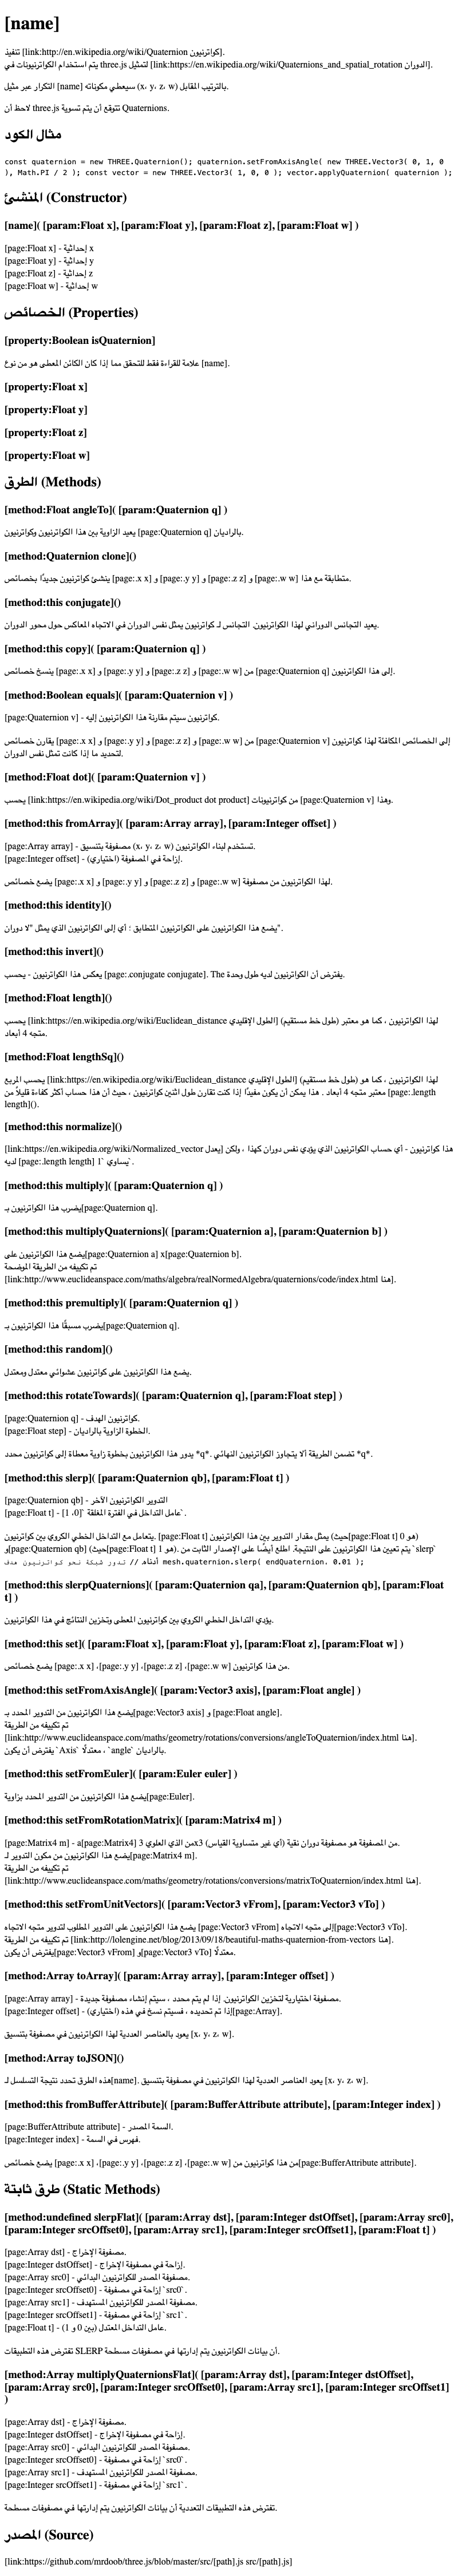 [name]
تنفيذ [link:http://en.wikipedia.org/wiki/Quaternion كواترنيون].
يتم استخدام الكواترنيونات في three.js لتمثيل [link:https://en.wikipedia.org/wiki/Quaternions_and_spatial_rotation الدوران].
التكرار عبر مثيل [name] سيعطي مكوناته (x، y، z، w) بالترتيب المقابل.
لاحظ أن three.js تتوقع أن يتم تسوية Quaternions.
مثال الكود
const quaternion = new THREE.Quaternion(); quaternion.setFromAxisAngle( new THREE.Vector3( 0, 1, 0
), Math.PI / 2 ); const vector = new THREE.Vector3( 1, 0, 0 ); vector.applyQuaternion( quaternion );
المنشئ (Constructor)
[name]( [param:Float x], [param:Float y], [param:Float z], [param:Float w] )
[page:Float x] - إحداثية x
[page:Float y] - إحداثية y
[page:Float z] - إحداثية z
[page:Float w] - إحداثية w
الخصائص (Properties)
[property:Boolean isQuaternion]
علامة للقراءة فقط للتحقق مما إذا كان الكائن المعطى هو من نوع [name].
[property:Float x]
[property:Float y]
[property:Float z]
[property:Float w]
الطرق (Methods)
[method:Float angleTo]( [param:Quaternion q] )
يعيد الزاوية بين هذا الكواترنيون وكواترنيون [page:Quaternion q] بالراديان.
[method:Quaternion clone]()
ينشئ كواترنيون جديدًا بخصائص [page:.x x] و [page:.y y] و [page:.z z] و [page:.w w] متطابقة مع هذا.
[method:this conjugate]()
يعيد التجانس الدوراني لهذا الكواترنيون. التجانس لـ كواترنيون يمثل نفس الدوران في الاتجاه المعاكس حول محور الدوران.
[method:this copy]( [param:Quaternion q] )
ينسخ خصائص [page:.x x] و [page:.y y] و [page:.z z] و [page:.w w] من [page:Quaternion q] إلى هذا الكواترنيون.
[method:Boolean equals]( [param:Quaternion v] )
[page:Quaternion v] - كواترنيون سيتم مقارنة هذا الكواترنيون إليه.
يقارن خصائص [page:.x x] و [page:.y y] و [page:.z z] و [page:.w w] من [page:Quaternion v] إلى الخصائص المكافئة لهذا كواترنيون
لتحديد ما إذا كانت تمثل نفس الدوران.
[method:Float dot]( [param:Quaternion v] )
يحسب [link:https://en.wikipedia.org/wiki/Dot_product dot product] من كواترنيونات [page:Quaternion v] وهذا.
[method:this fromArray]( [param:Array array], [param:Integer offset] )
[page:Array array] - مصفوفة بتنسيق (x، y، z، w) تستخدم لبناء الكواترنيون.
[page:Integer offset] - (اختياري) إزاحة في المصفوفة.
يضع خصائص [page:.x x] و [page:.y y] و [page:.z z] و [page:.w w] لهذا الكواترنيون من مصفوفة.
[method:this identity]()
يضع هذا الكواترنيون على الكواترنيون المتطابق ؛ أي إلى الكواترنيون الذي يمثل "لا دوران".
[method:this invert]()
يعكس هذا الكواترنيون - يحسب [page:.conjugate conjugate]. The يفترض أن الكواترنيون لديه طول وحدة.
[method:Float length]()
يحسب [link:https://en.wikipedia.org/wiki/Euclidean_distance الطول الإقليدي] (طول خط مستقيم) لهذا الكواترنيون ، كما هو معتبر
متجه 4 أبعاد.
[method:Float lengthSq]()
يحسب المربع [link:https://en.wikipedia.org/wiki/Euclidean_distance الطول الإقليدي] (طول خط مستقيم) لهذا الكواترنيون ، كما هو
معتبر متجه 4 أبعاد . هذا يمكن أن يكون مفيدًا إذا كنت تقارن طول اثنين كواترنيون ، حيث أن هذا حساب أكثر كفاءة قليلاً من [page:.length
length]().
[method:this normalize]()
[link:https://en.wikipedia.org/wiki/Normalized_vector يعدل] هذا كواترنيون - أي حساب الكواترنيون الذي يؤدي نفس دوران كهذا ، ولكن
لديه [page:.length length] يساوي `1`.
[method:this multiply]( [param:Quaternion q] )
يضرب هذا الكواترنيون بـ[page:Quaternion q].
[method:this multiplyQuaternions]( [param:Quaternion a], [param:Quaternion b] )
يضع هذا الكواترنيون على[page:Quaternion a] x[page:Quaternion b].
تم تكييفه من الطريقة الموضحة
[link:http://www.euclideanspace.com/maths/algebra/realNormedAlgebra/quaternions/code/index.html هنا].
[method:this premultiply]( [param:Quaternion q] )
يضرب مسبقًا هذا الكواترنيون بـ[page:Quaternion q].
[method:this random]()
يضع هذا الكواترنيون على كواترنيون عشوائي معتدل ومعتدل.
[method:this rotateTowards]( [param:Quaternion q], [param:Float step] )
[page:Quaternion q] - كواترنيون الهدف.
[page:Float step] - الخطوة الزاوية بالراديان.
يدور هذا الكواترنيون بخطوة زاوية معطاة إلى كواترنيون محدد *q*. تضمن الطريقة ألا يتجاوز الكواترنيون النهائي *q*.
[method:this slerp]( [param:Quaternion qb], [param:Float t] )
[page:Quaternion qb] - التدوير الكواترنيون الآخر
[page:Float t] - عامل التداخل في الفترة المغلقة `[0، 1]`.
يتعامل مع التداخل الخطي الكروي بين كواترنيون. [page:Float t] يمثل مقدار التدوير بين هذا الكواترنيون (حيث[page:Float t] هو 0)
و[page:Quaternion qb] (حيث[page:Float t] هو 1). يتم تعيين هذا الكواترنيون على النتيجة. اطلع أيضًا على الإصدار الثابت من `slerp`
أدناه. // تدور شبكة نحو كواترنيون هدف mesh.quaternion.slerp( endQuaternion، 0.01 );
[method:this slerpQuaternions]( [param:Quaternion qa], [param:Quaternion qb], [param:Float
t] )
يؤدي التداخل الخطي الكروي بين كواترنيون المعطى وتخزين النتائج في هذا الكواترنيون.
[method:this set]( [param:Float x], [param:Float y], [param:Float z], [param:Float w] )
يضع خصائص [page:.x x] ،[page:.y y] ،[page:.z z] ،[page:.w w] من هذا كواترنيون.
[method:this setFromAxisAngle]( [param:Vector3 axis], [param:Float angle] )
يضع هذا الكواترنيون من التدوير المحدد بـ[page:Vector3 axis] و [page:Float angle].
تم تكييفه من الطريقة
[link:http://www.euclideanspace.com/maths/geometry/rotations/conversions/angleToQuaternion/index.html هنا].
يفترض أن يكون `Axis` معتدلًا ، `angle` بالراديان.
[method:this setFromEuler]( [param:Euler euler] )
يضع هذا الكواترنيون من التدوير المحدد بزاوية[page:Euler].
[method:this setFromRotationMatrix]( [param:Matrix4 m] )
[page:Matrix4 m] - a[page:Matrix4] من الذي العلوي 3x3 من المصفوفة هو مصفوفة دوران نقية (أي غير متساوية القياس).
يضع هذا الكواترنيون من مكون التدوير لـ[page:Matrix4 m].
تم تكييفه من الطريقة
[link:http://www.euclideanspace.com/maths/geometry/rotations/conversions/matrixToQuaternion/index.html هنا].
[method:this setFromUnitVectors]( [param:Vector3 vFrom], [param:Vector3 vTo] )
يضع هذا الكواترنيون على التدوير المطلوب لتدوير متجه الاتجاه [page:Vector3 vFrom] إلى متجه الاتجاه[page:Vector3 vTo].
تم تكييفه من الطريقة [link:http://lolengine.net/blog/2013/09/18/beautiful-maths-quaternion-from-vectors هنا].
يفترض أن يكون[page:Vector3 vFrom] و[page:Vector3 vTo] معتدلًا.
[method:Array toArray]( [param:Array array], [param:Integer offset] )
[page:Array array] - مصفوفة اختيارية لتخزين الكواترنيون. إذا لم يتم محدد ، سيتم إنشاء مصفوفة جديدة.
[page:Integer offset] - (اختياري) إذا تم تحديده ، فسيتم نسخ في هذه[page:Array].
يعود بالعناصر العددية لهذا الكواترنيون في مصفوفة بتنسيق [x، y، z، w].
[method:Array toJSON]()
هذه الطرق تحدد نتيجة التسلسل لـ[name]. يعود العناصر العددية لهذا الكواترنيون في مصفوفة بتنسيق [x، y، z، w].
[method:this fromBufferAttribute]( [param:BufferAttribute attribute], [param:Integer index] )
[page:BufferAttribute attribute] - السمة المصدر.
[page:Integer index] - فهرس في السمة.
يضع خصائص [page:.x x] ،[page:.y y] ،[page:.z z] ،[page:.w w] من هذا كواترنيون من[page:BufferAttribute attribute].
طرق ثابتة (Static Methods)
[method:undefined slerpFlat]( [param:Array dst], [param:Integer dstOffset], [param:Array src0],
[param:Integer srcOffset0], [param:Array src1], [param:Integer srcOffset1], [param:Float t] )
[page:Array dst] - مصفوفة الإخراج.
[page:Integer dstOffset] - إزاحة في مصفوفة الإخراج.
[page:Array src0] - مصفوفة المصدر للكواترنيون البدائي.
[page:Integer srcOffset0] - إزاحة في مصفوفة `src0`.
[page:Array src1] - مصفوفة المصدر للكواترنيون المستهدف.
[page:Integer srcOffset1] - إزاحة في مصفوفة `src1`.
[page:Float t] - عامل التداخل المعتدل (بين 0 و 1).
تفترض هذه التطبيقات SLERP أن بيانات الكواترنيون يتم إدارتها في مصفوفات مسطحة.
[method:Array multiplyQuaternionsFlat]( [param:Array dst], [param:Integer dstOffset],
[param:Array src0], [param:Integer srcOffset0], [param:Array src1], [param:Integer srcOffset1]
)
[page:Array dst] - مصفوفة الإخراج.
[page:Integer dstOffset] - إزاحة في مصفوفة الإخراج.
[page:Array src0] - مصفوفة المصدر للكواترنيون البدائي.
[page:Integer srcOffset0] - إزاحة في مصفوفة `src0`.
[page:Array src1] - مصفوفة المصدر للكواترنيون المستهدف.
[page:Integer srcOffset1] - إزاحة في مصفوفة `src1`.
تفترض هذه التطبيقات التعددية أن بيانات الكواترنيون يتم إدارتها في مصفوفات مسطحة.
المصدر (Source)
[link:https://github.com/mrdoob/three.js/blob/master/src/[path].js src/[path].js]